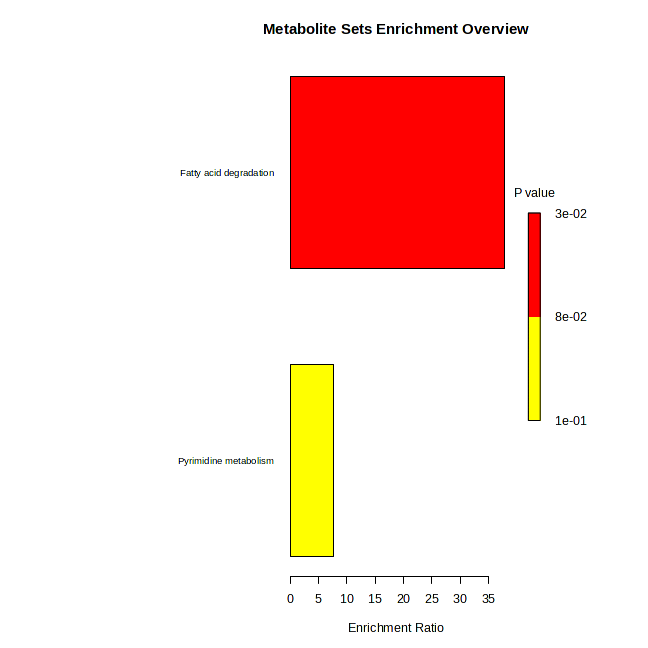 Metabolite Sets Enrichment Overview
Fatty acid degradation
P value
3e-02
8e-02
1e-01
Pyrimidine metabolism
0 5 10 15 20 25 30 35
Enrichment Ratio